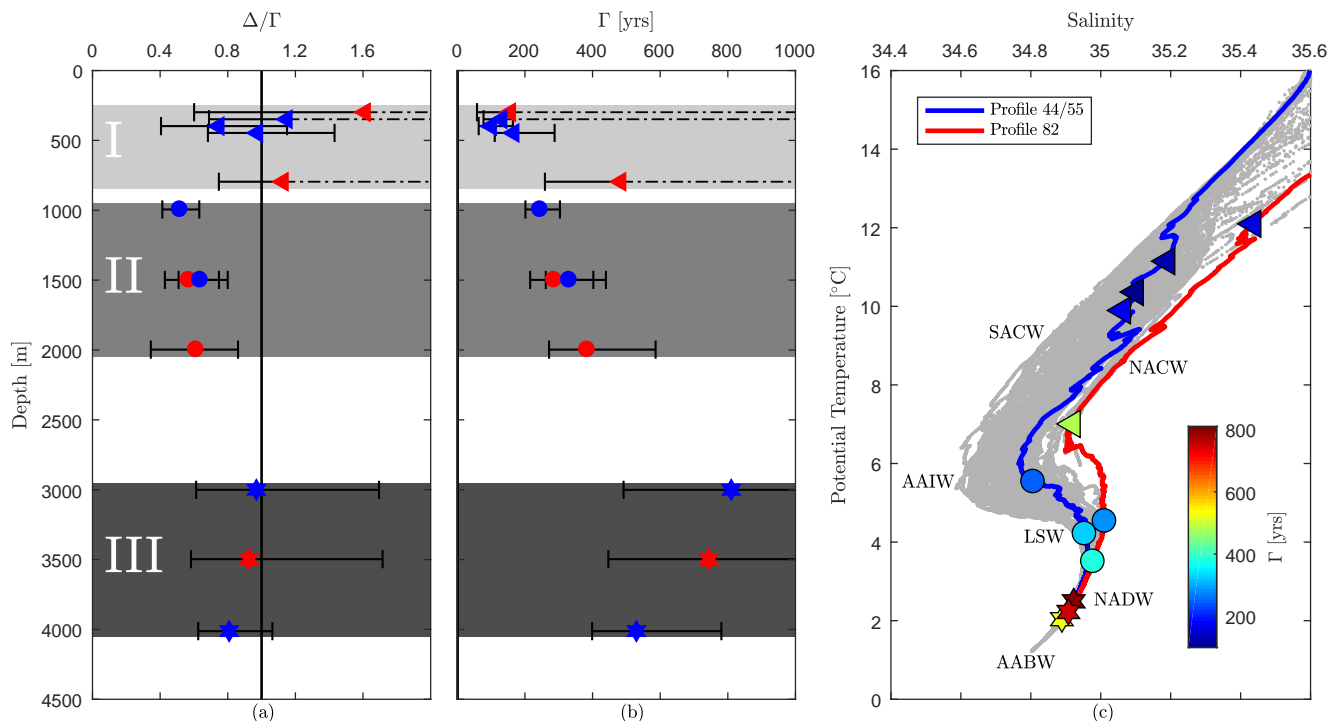 Δ/Γ
0 0.4 0.8 1.2 1.6
Γ [yrs]
0 200 400 600 800 1000
Salinity
34.4 34.6 34.8 35 35.2 35.4 35.6
Depth [m]
0
500
1000
1500
2000
2500
3000
3500
4000
4500
I
II
III
(a)
(b)
Potential Temperature [°C]
16
14
12
10
8
6
4
2
0
Profile 44/55
Profile 82
SACW
NACW
AAIW
LSW
NADW
AABW
800
600
400
200
Γ [yrs]
(c)